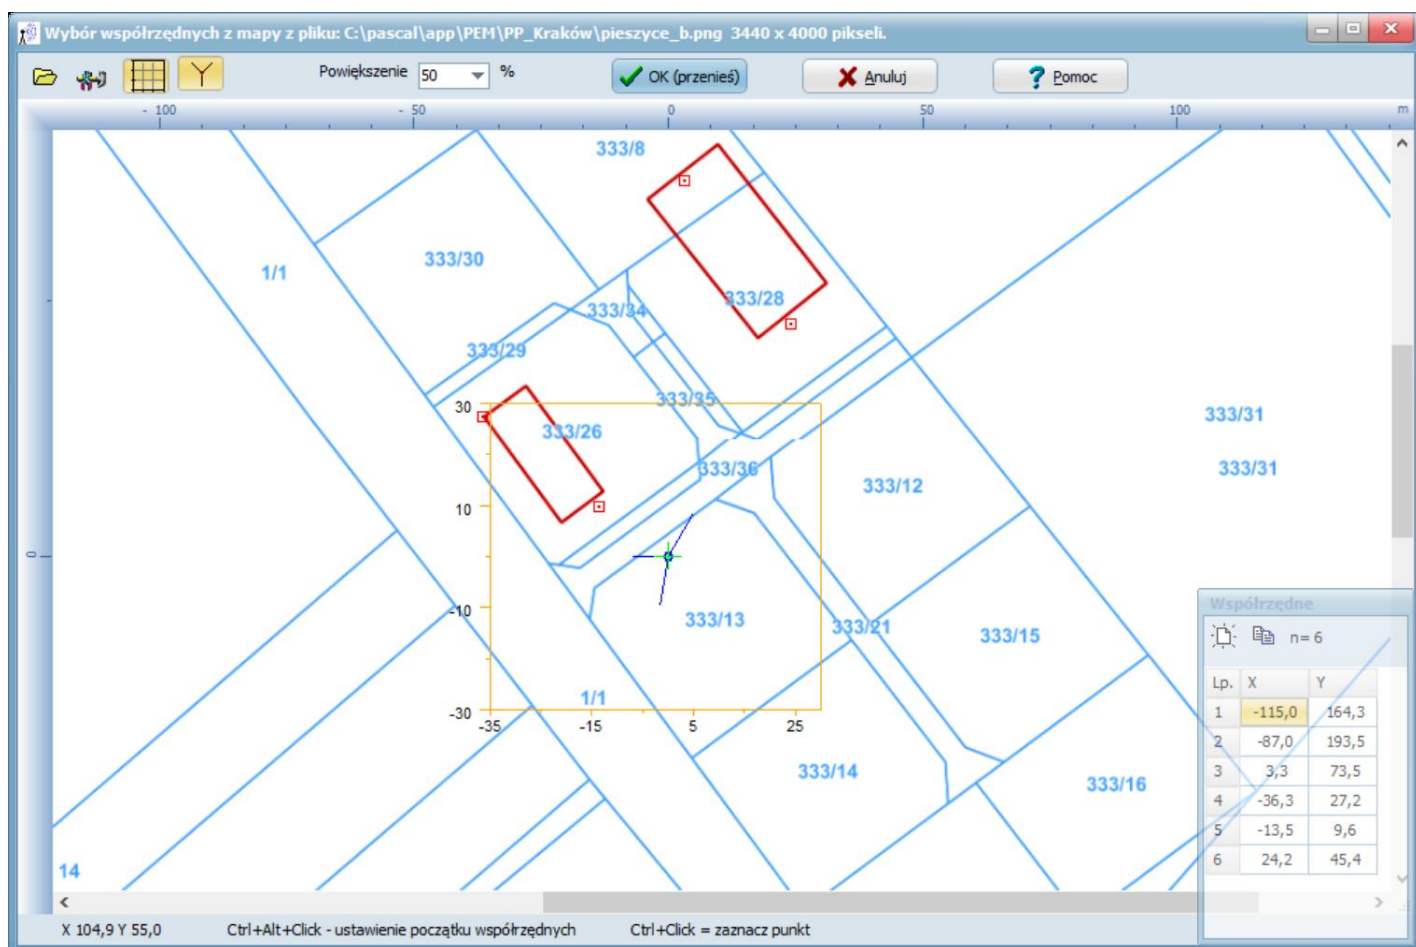 Wybór współrzędnych z mapy z pliku: C:\pascal\app\PEM\PP_Kraków\pieszyce_b.png 3440 x 4000 pikseli.
Powiększenie 50 % OK (przenieś) Anuluj Pomoc
- 100 - 50 0 50 100 m
333/8
333/30
1/1
333/28
333/34
333/29
333/35
30
333/31
333/26
333/36
333/31
333/12
10
0
-10
333/13
333/21
333/15
1/1
-30
-35 -15 5 25
333/14
333/16
14
Współrzędne
n= 6
Lp. X Y
1 -115,0 164,3
2 -87,0 193,5
3 3,3 73,5
4 -36,3 27,2
5 -13,5 9,6
6 24,2 45,4
X 104,9 Y 55,0 Ctrl+Alt+Click - ustawienie początku współrzędnych Ctrl+Click = zaznacz punkt